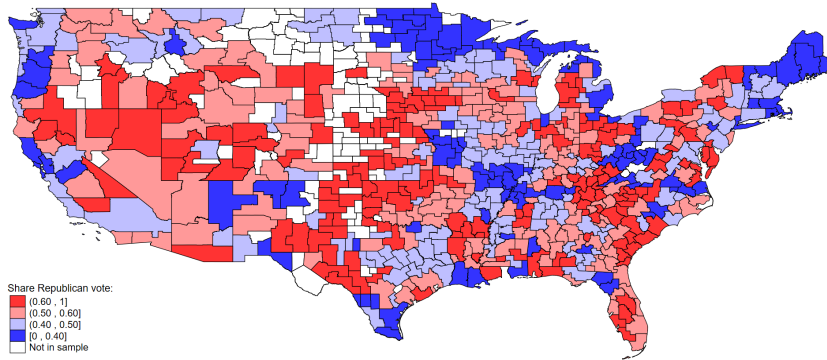 Share Republican vote:
(0.60 , 1]
(0.50 , 0.60]
(0.40 , 0.50]
[0 , 0.40]
Not in sample